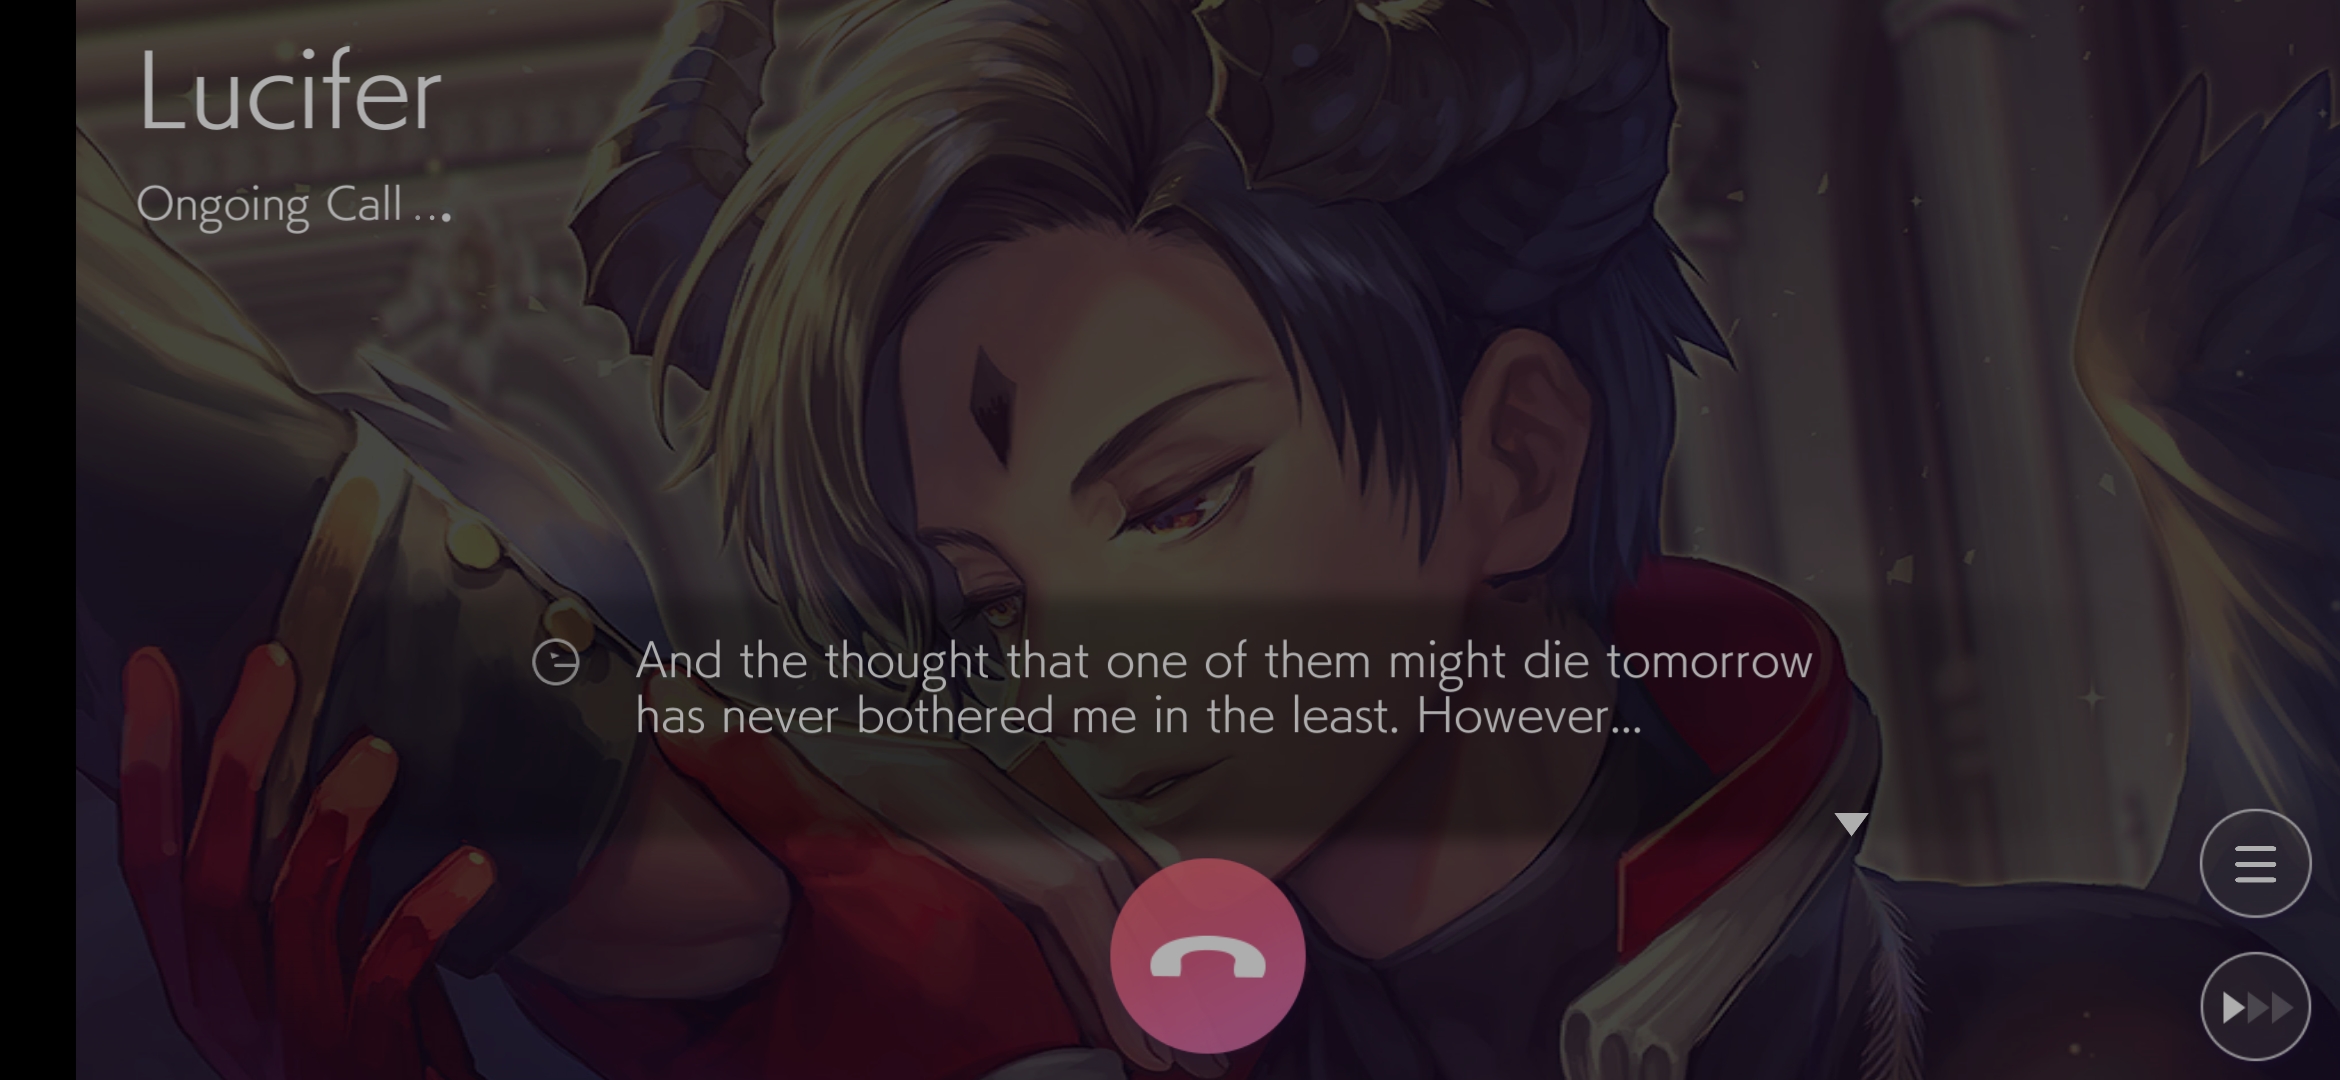 Lucifer
Ongoing Call ...
And the thought that one of them might die tomorrow
has never bothered me in the least. However...